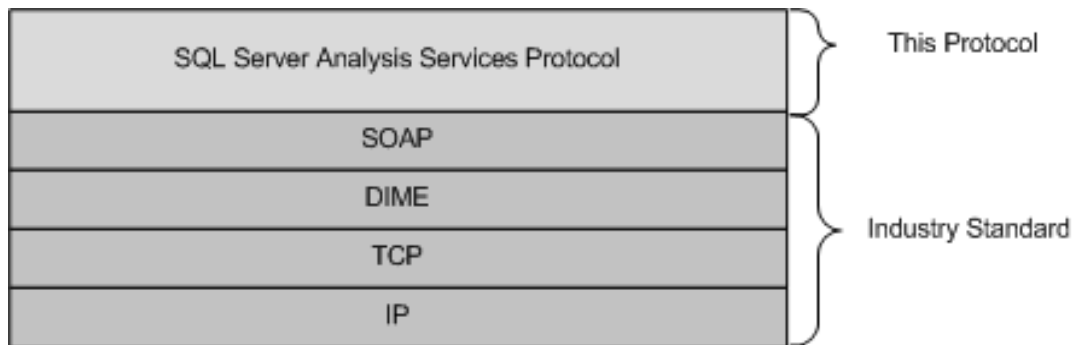 SQL Server Analysis Services Protocol
This Protocol
SOAP
DIME
TCP
IP
Industry Standard